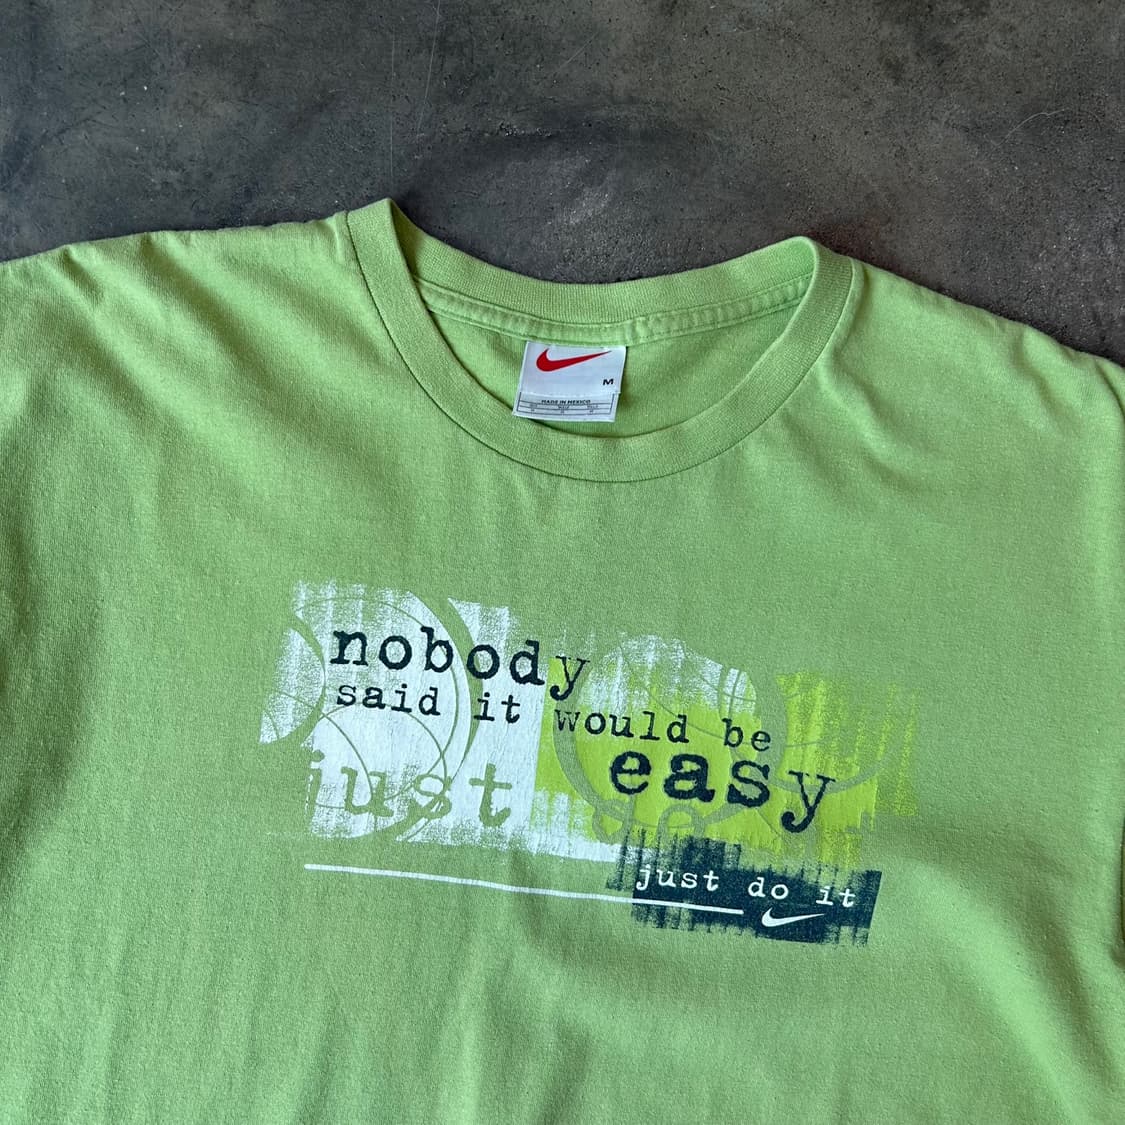 M
MADE IN MEXICO
nobody
said it would be
easy
just
just do it